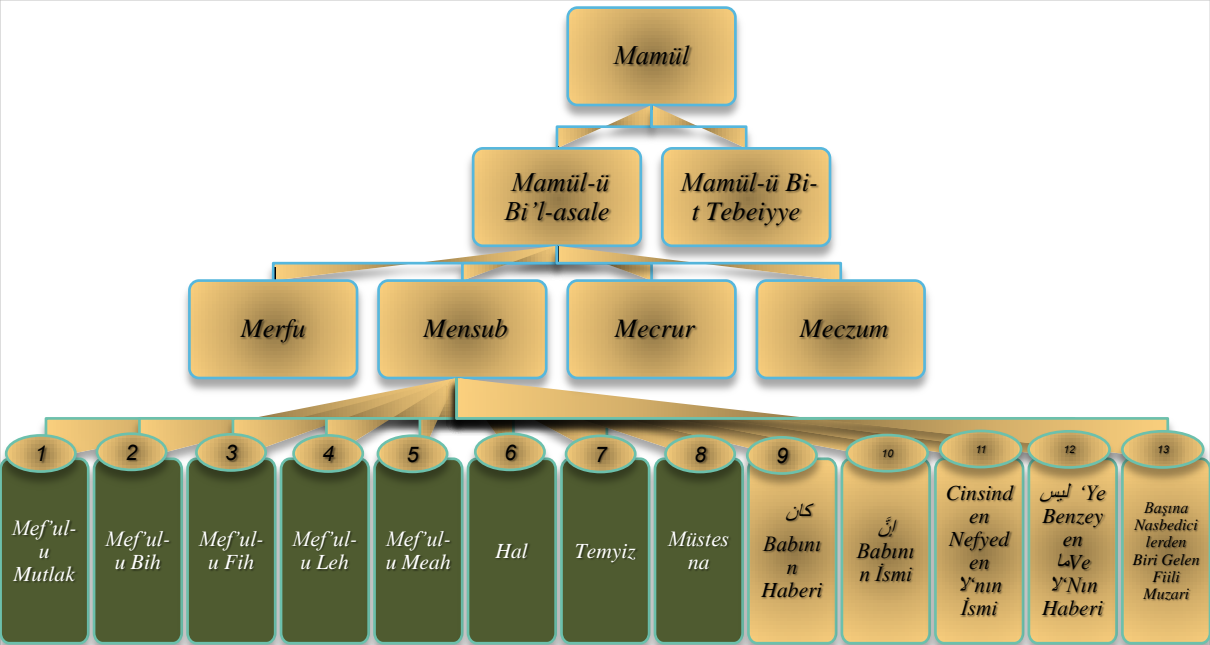 Mamül
Mamül-ü
Bi’l-asale
Mamül-ü Bi-
t Tebeiyye
Merfu
Mensub
Mecrur
Meczum
1
Mef’ul-
u
Mutlak
2
Mef’ul-
u Bih
3
Mef’ul-
u Fih
4
Mef’ul-
u Leh
5
Mef’ul-
u Meah
6
Hal
7
Temyiz
8
Müstes
na
9
كان
Babını
n
Haberi
10
إنَّ
Babını
n İsmi
11
Cinsind
en
Nefyed
en
لا‘nın
İsmi
12
ليس ‘Ye
Benzey
en
ماVe
لا‘Nın
Haberi
13
Başına
Nasbedici
lerden
Biri Gelen
Fiili
Muzari